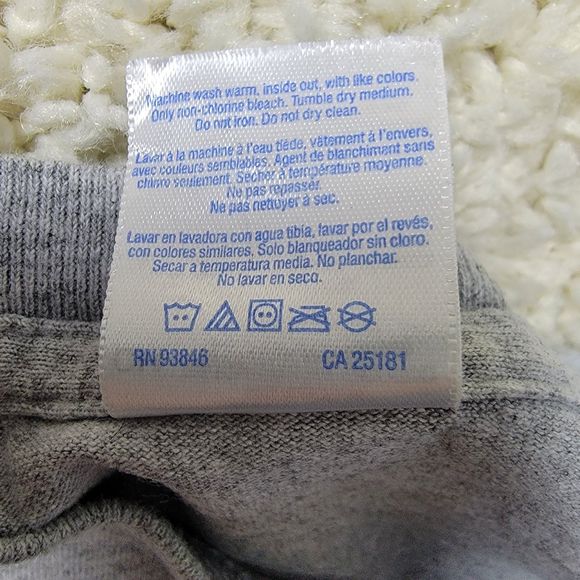 Machine wash warm, inside out, with like colors.
Only non-chlorine bleach. Tumble dry medium.
Do not iron. Do not dry clean.
Lavar à la machine à l'eau tiède, vêtement à l'envers,
avec couleurs semblables. Agent de blanchiment sans
chlore seulement. Sécher à température moyenne.
Ne pas repasser.
Ne pas nettoyer à sec.
Lavar en lavadora con agua tibia, lavar por el revés,
con colores similares. Solo blanqueador sin cloro.
Secar a temperatura media. No planchar.
No lavar en seco.
RN 93846 CA 25181